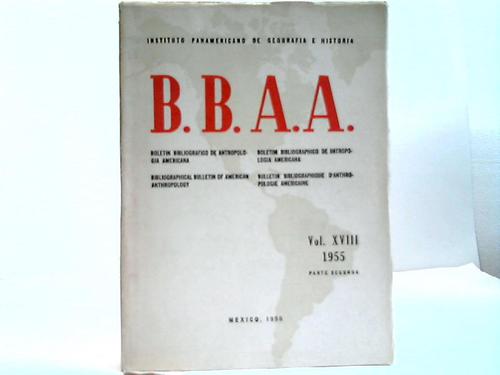 INSTITUTO PANAMERICANO DE GEOGRAFIA E HISTORIA
B. B. A. A.
BOLETIN BIBLIOGRAFICO DE ANTROPOLO-
GIA AMERICANA
BOLETIM BIBLIOGRAPHICO DE ANTROPO-
LOGIA AMERICANA
BIBLIOGRAPHICAL BULLETIN OF AMERICAN
ANTHROPOLOGY
BULLETIN BIBLIOGRAPHIQUE D'ANTHRO-
POLOGIE AMERICAINE
Vol. XVIII
1955
PARTE SEGUNDA
MEXICO, 1956